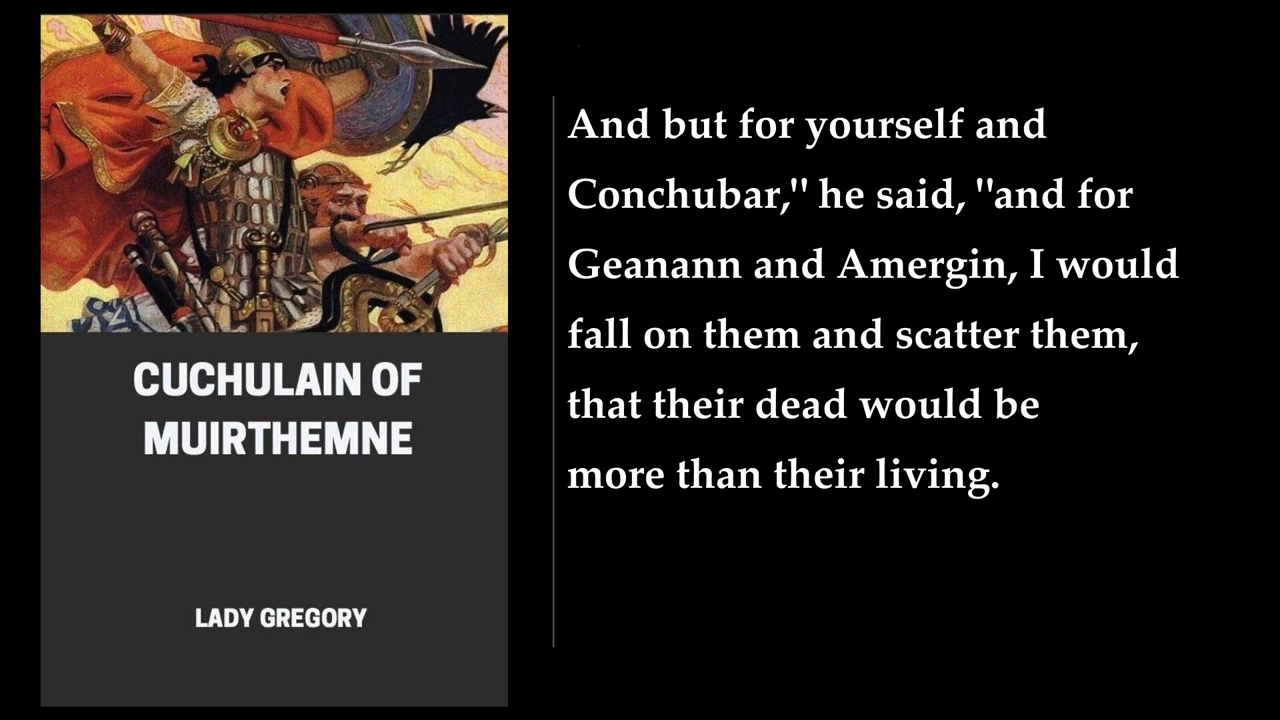 CUCHULAIN OF
MUIRTHEMNE
LADY GREGORY
And but for yourself and
Conchubar," he said, "and for
Geanann and Amergin, I would
fall on them and scatter them,
that their dead would be
more than their living.